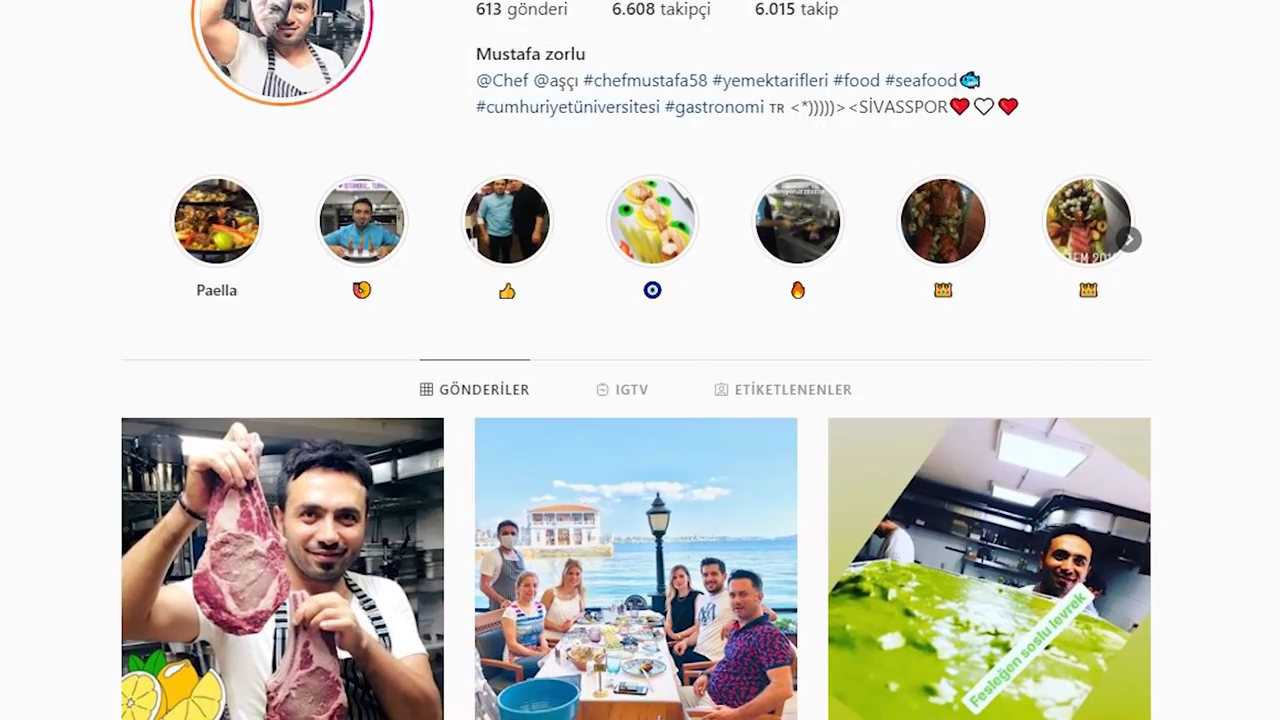 613 gönderi 6.608 takipçi 6.015 takip
Mustafa zorlu
@Chef @aşçı #chefmustafa58 #yemektarifleri #food #seafood🐟
#cumhuriyetüniversitesi #gastronomi TR <*)))))><SİVASSPOR❤️🤍❤️
Paella
GÖNDERİLER IGTV ETİKETLENENLER
Fesleğen soslu levrek